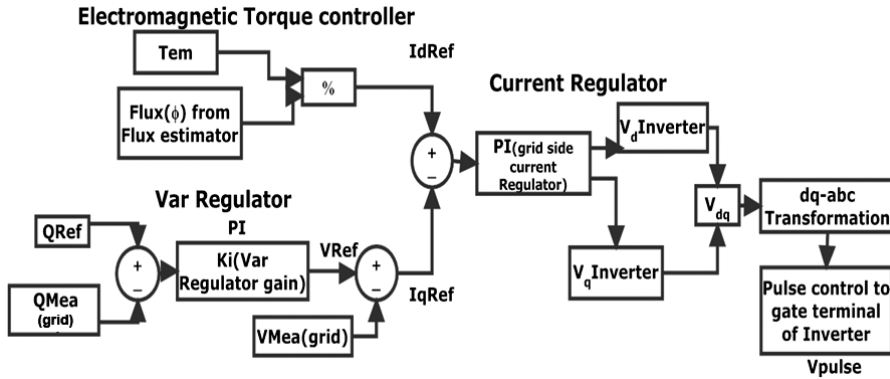 Electromagnetic Torque controller
Tem
IdRef
%
Flux(ϕ) from
Flux estimator
Current Regulator
VdInverter
PI(grid side
current
Regulator)
+
−
Var Regulator
PI
QRef
+
−
Ki(Var
Regulator gain)
VRef
+
−
IqRef
QMea
(grid)
VMea(grid)
VqInverter
Vdq
dq-abc
Transformation
Pulse control to
gate terminal
of Inverter
Vpulse